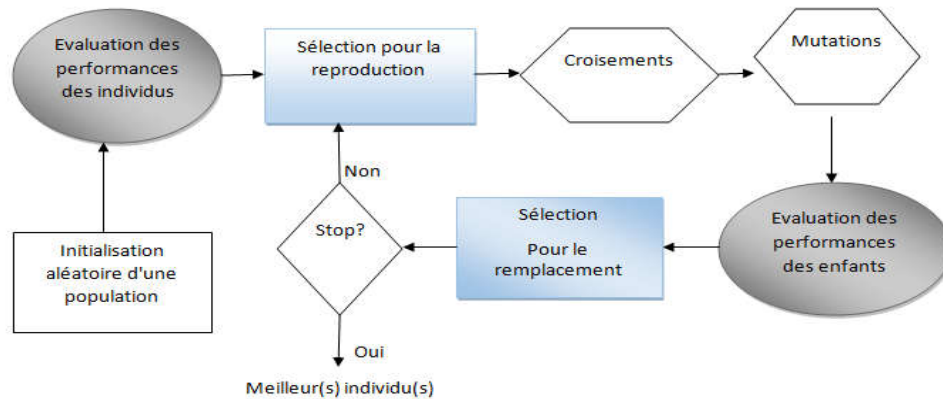 Evaluation des
performances
des individus
Sélection pour la
reproduction
Croisements
Mutations
Non
Stop?
Sélection
Pour le
remplacement
Evaluation des
performances
des enfants
Initialisation
aléatoire d'une
population
Oui
Meilleur(s) individu(s)